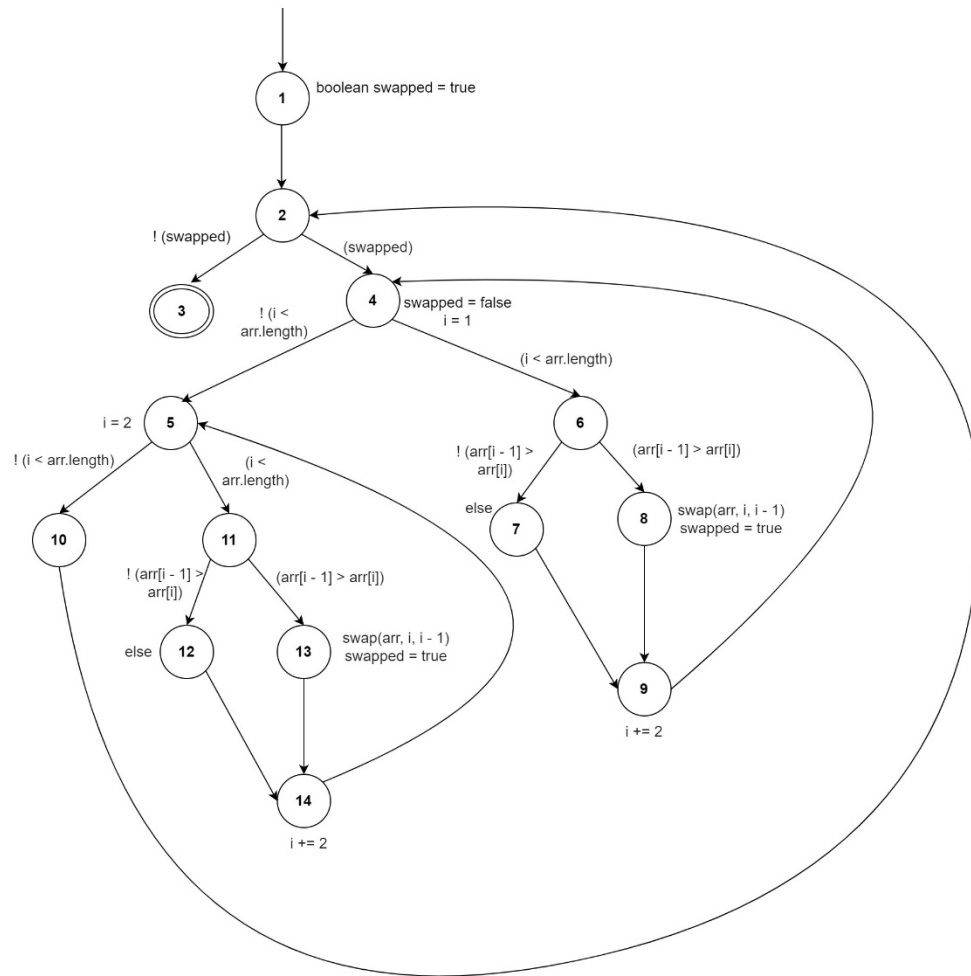 1
boolean swapped = true
2
! (swapped)
(swapped)
3
4
swapped = false
i = 1
! (i <
arr.length)
(i < arr.length)
i = 2
5
6
! (i < arr.length)
(i <
arr.length)
! (arr[i - 1] >
arr[i])
(arr[i - 1] > arr[i])
else
7
8
swap(arr, i, i - 1)
swapped = true
10
11
! (arr[i - 1] >
arr[i])
(arr[i - 1] > arr[i])
else
12
13
swap(arr, i, i - 1)
swapped = true
9
i += 2
14
i += 2